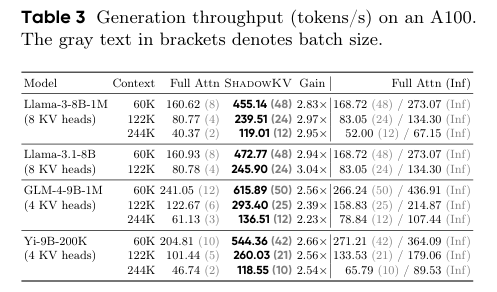 Table 3 Generation throughput (tokens/s) on an A100.
The gray text in brackets denotes batch size.
Model Context Full Attn SHADOWKV Gain Full Attn (Inf)
Llama-3-8B-1M 60K 160.62 (8) 455.14 (48) 2.83× 168.72 (48) / 273.07 (Inf)
(8 KV heads) 122K 80.77 (4) 239.51 (24) 2.97× 83.05 (24) / 134.30 (Inf)
244K 40.37 (2) 119.01 (12) 2.95× 52.00 (12) / 67.15 (Inf)
Llama-3.1-8B 60K 160.93 (8) 472.77 (48) 2.94× 168.72 (48) / 273.07 (Inf)
(8 KV heads) 122K 80.78 (4) 245.90 (24) 3.04× 83.05 (24) / 134.30 (Inf)
GLM-4-9B-1M 60K 241.05 (12) 615.89 (50) 2.56× 266.24 (50) / 436.91 (Inf)
(4 KV heads) 122K 122.67 (6) 293.40 (25) 2.39× 158.83 (25) / 214.87 (Inf)
244K 61.13 (3) 136.51 (12) 2.23× 78.84 (12) / 107.44 (Inf)
Yi-9B-200K 60K 204.81 (10) 544.36 (42) 2.66× 271.21 (42) / 364.09 (Inf)
(4 KV heads) 122K 101.44 (5) 260.03 (21) 2.56× 133.53 (21) / 179.06 (Inf)
244K 46.74 (2) 118.55 (10) 2.54× 65.79 (10) / 89.53 (Inf)